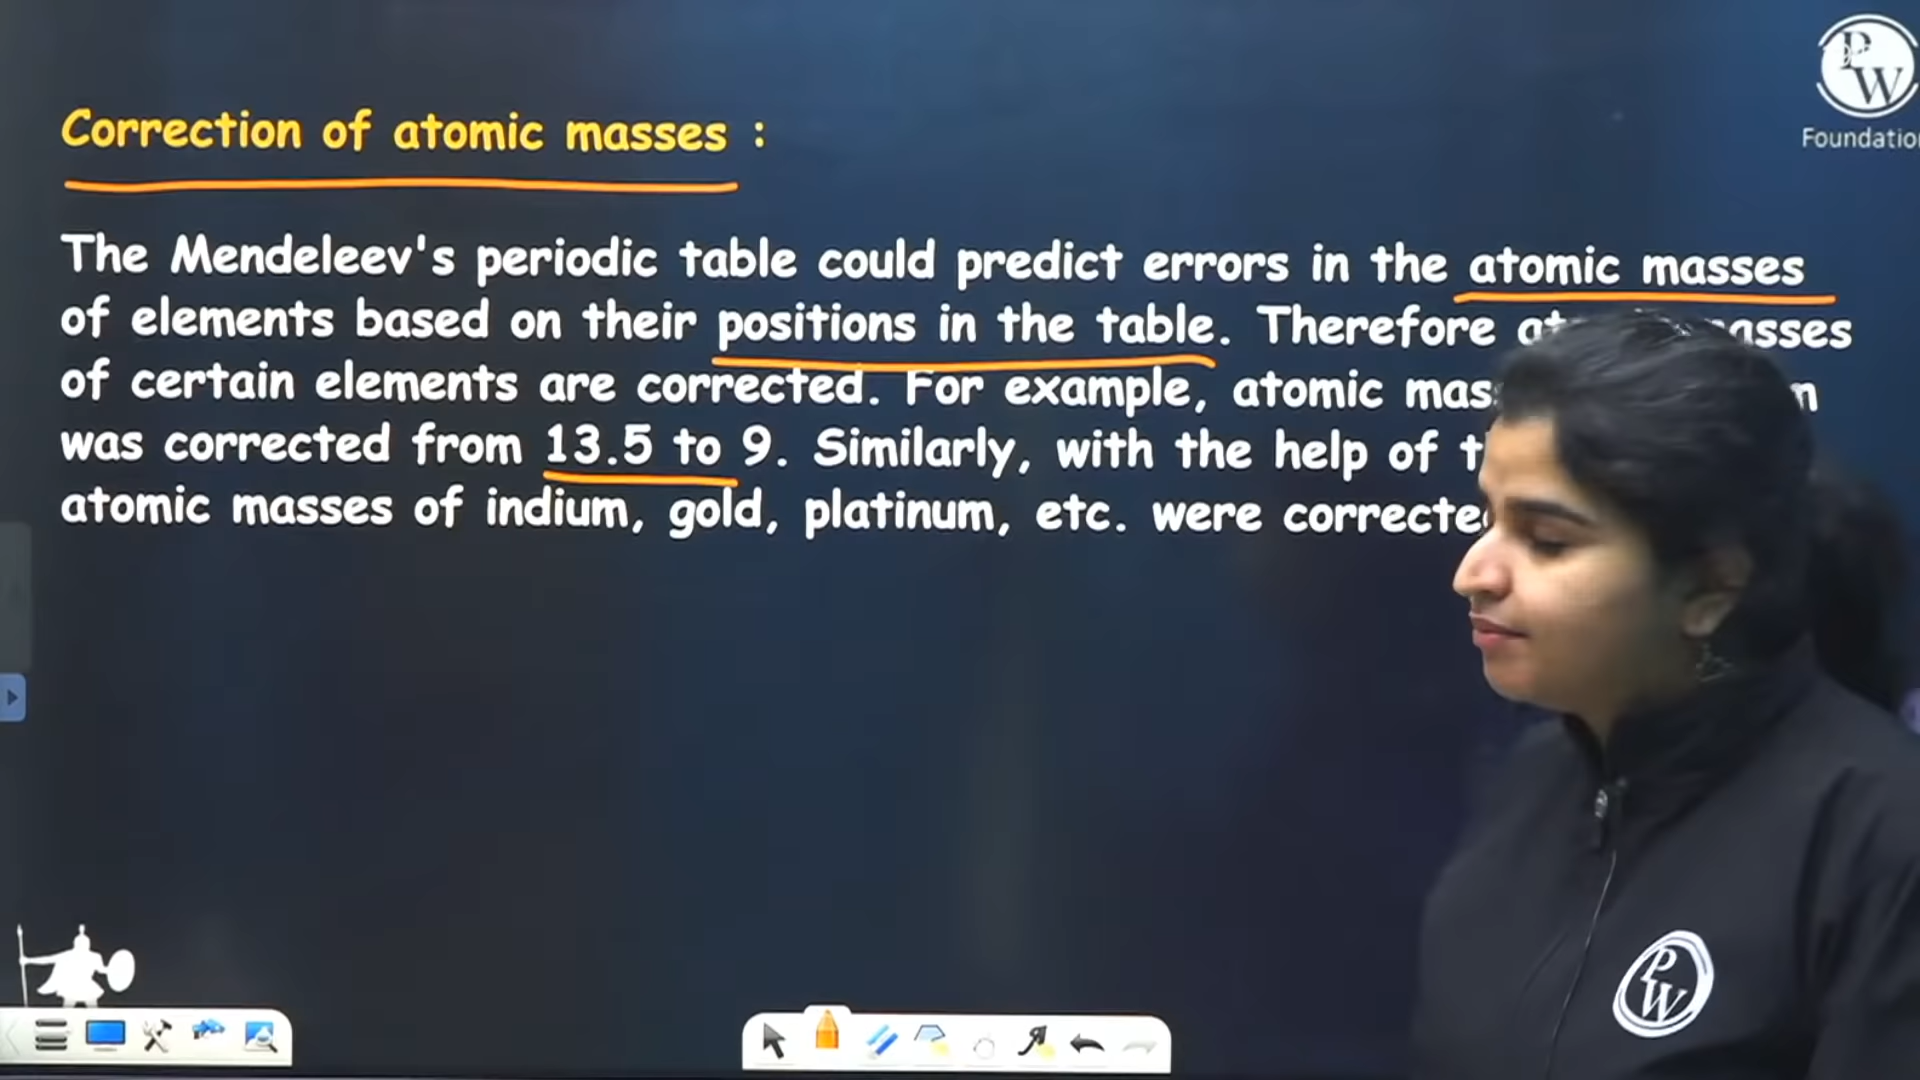 Correction of atomic masses :
The Mendeleev's periodic table could predict errors in the atomic masses
of elements based on their positions in the table. Therefore
of certain elements are corrected. For example, atomic
was corrected from 13.5 to 9. Similarly, with the help of
atomic masses of indium, gold, platinum, etc. were
PW
Foundation
PW